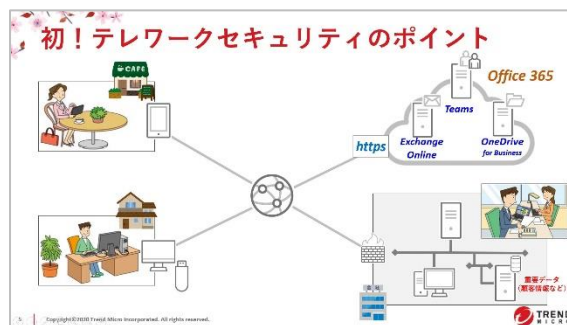 初！テレワークセキュリティのポイント
CAFE
Office 365
Teams
https
Exchange
Online
OneDrive
for Business
重要データ
(顧客情報など)
Copyright©2020 Trend Micro Incorporated. All rights reserved.
TREND
MICRO